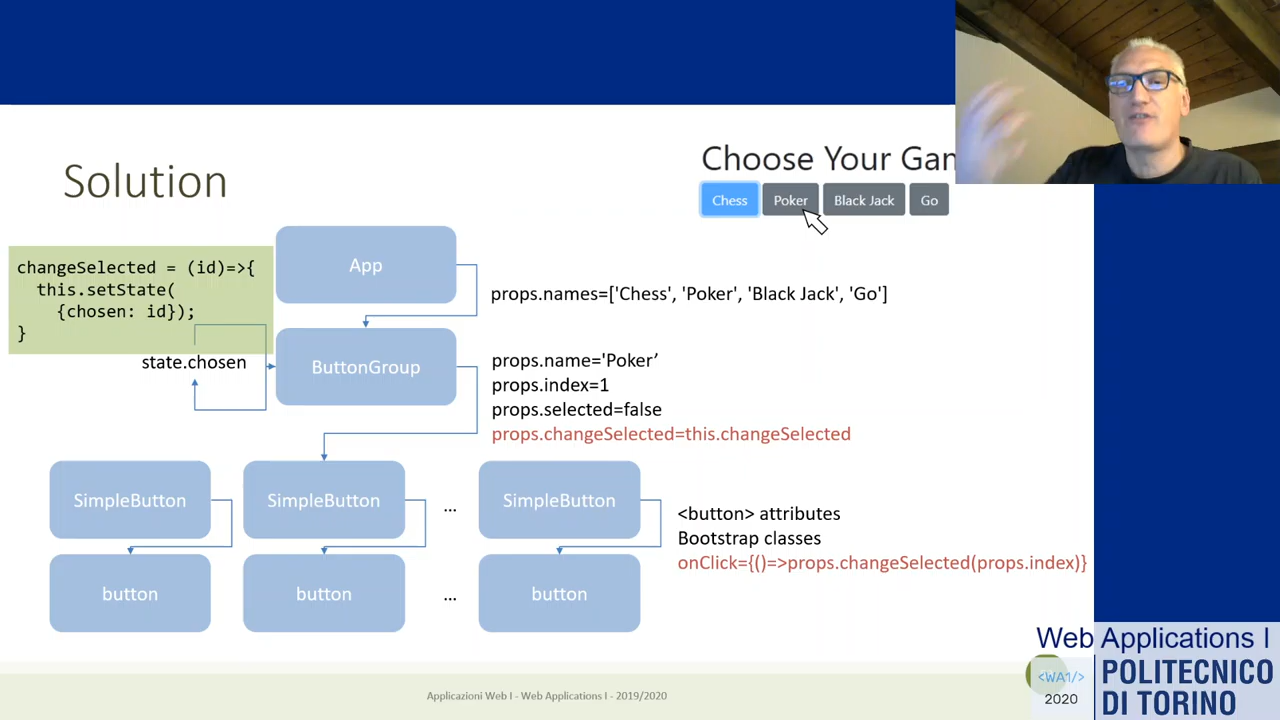 Solution
Choose Your Gam
Chess
Poker
Black Jack
Go
changeSelected = (id)=>{
this.setState(
{chosen: id});
}
App
props.names=['Chess', 'Poker', 'Black Jack', 'Go']
state.chosen
ButtonGroup
props.name='Poker’
props.index=1
props.selected=false
props.changeSelected=this.changeSelected
SimpleButton
SimpleButton
...
SimpleButton
<button> attributes
Bootstrap classes
onClick={()=>props.changeSelected(props.index)}
button
button
...
button
Applicazioni Web I - Web Applications I - 2019/2020
Web Applications I
<WA1/>
2020
POLITECNICO
DI TORINO